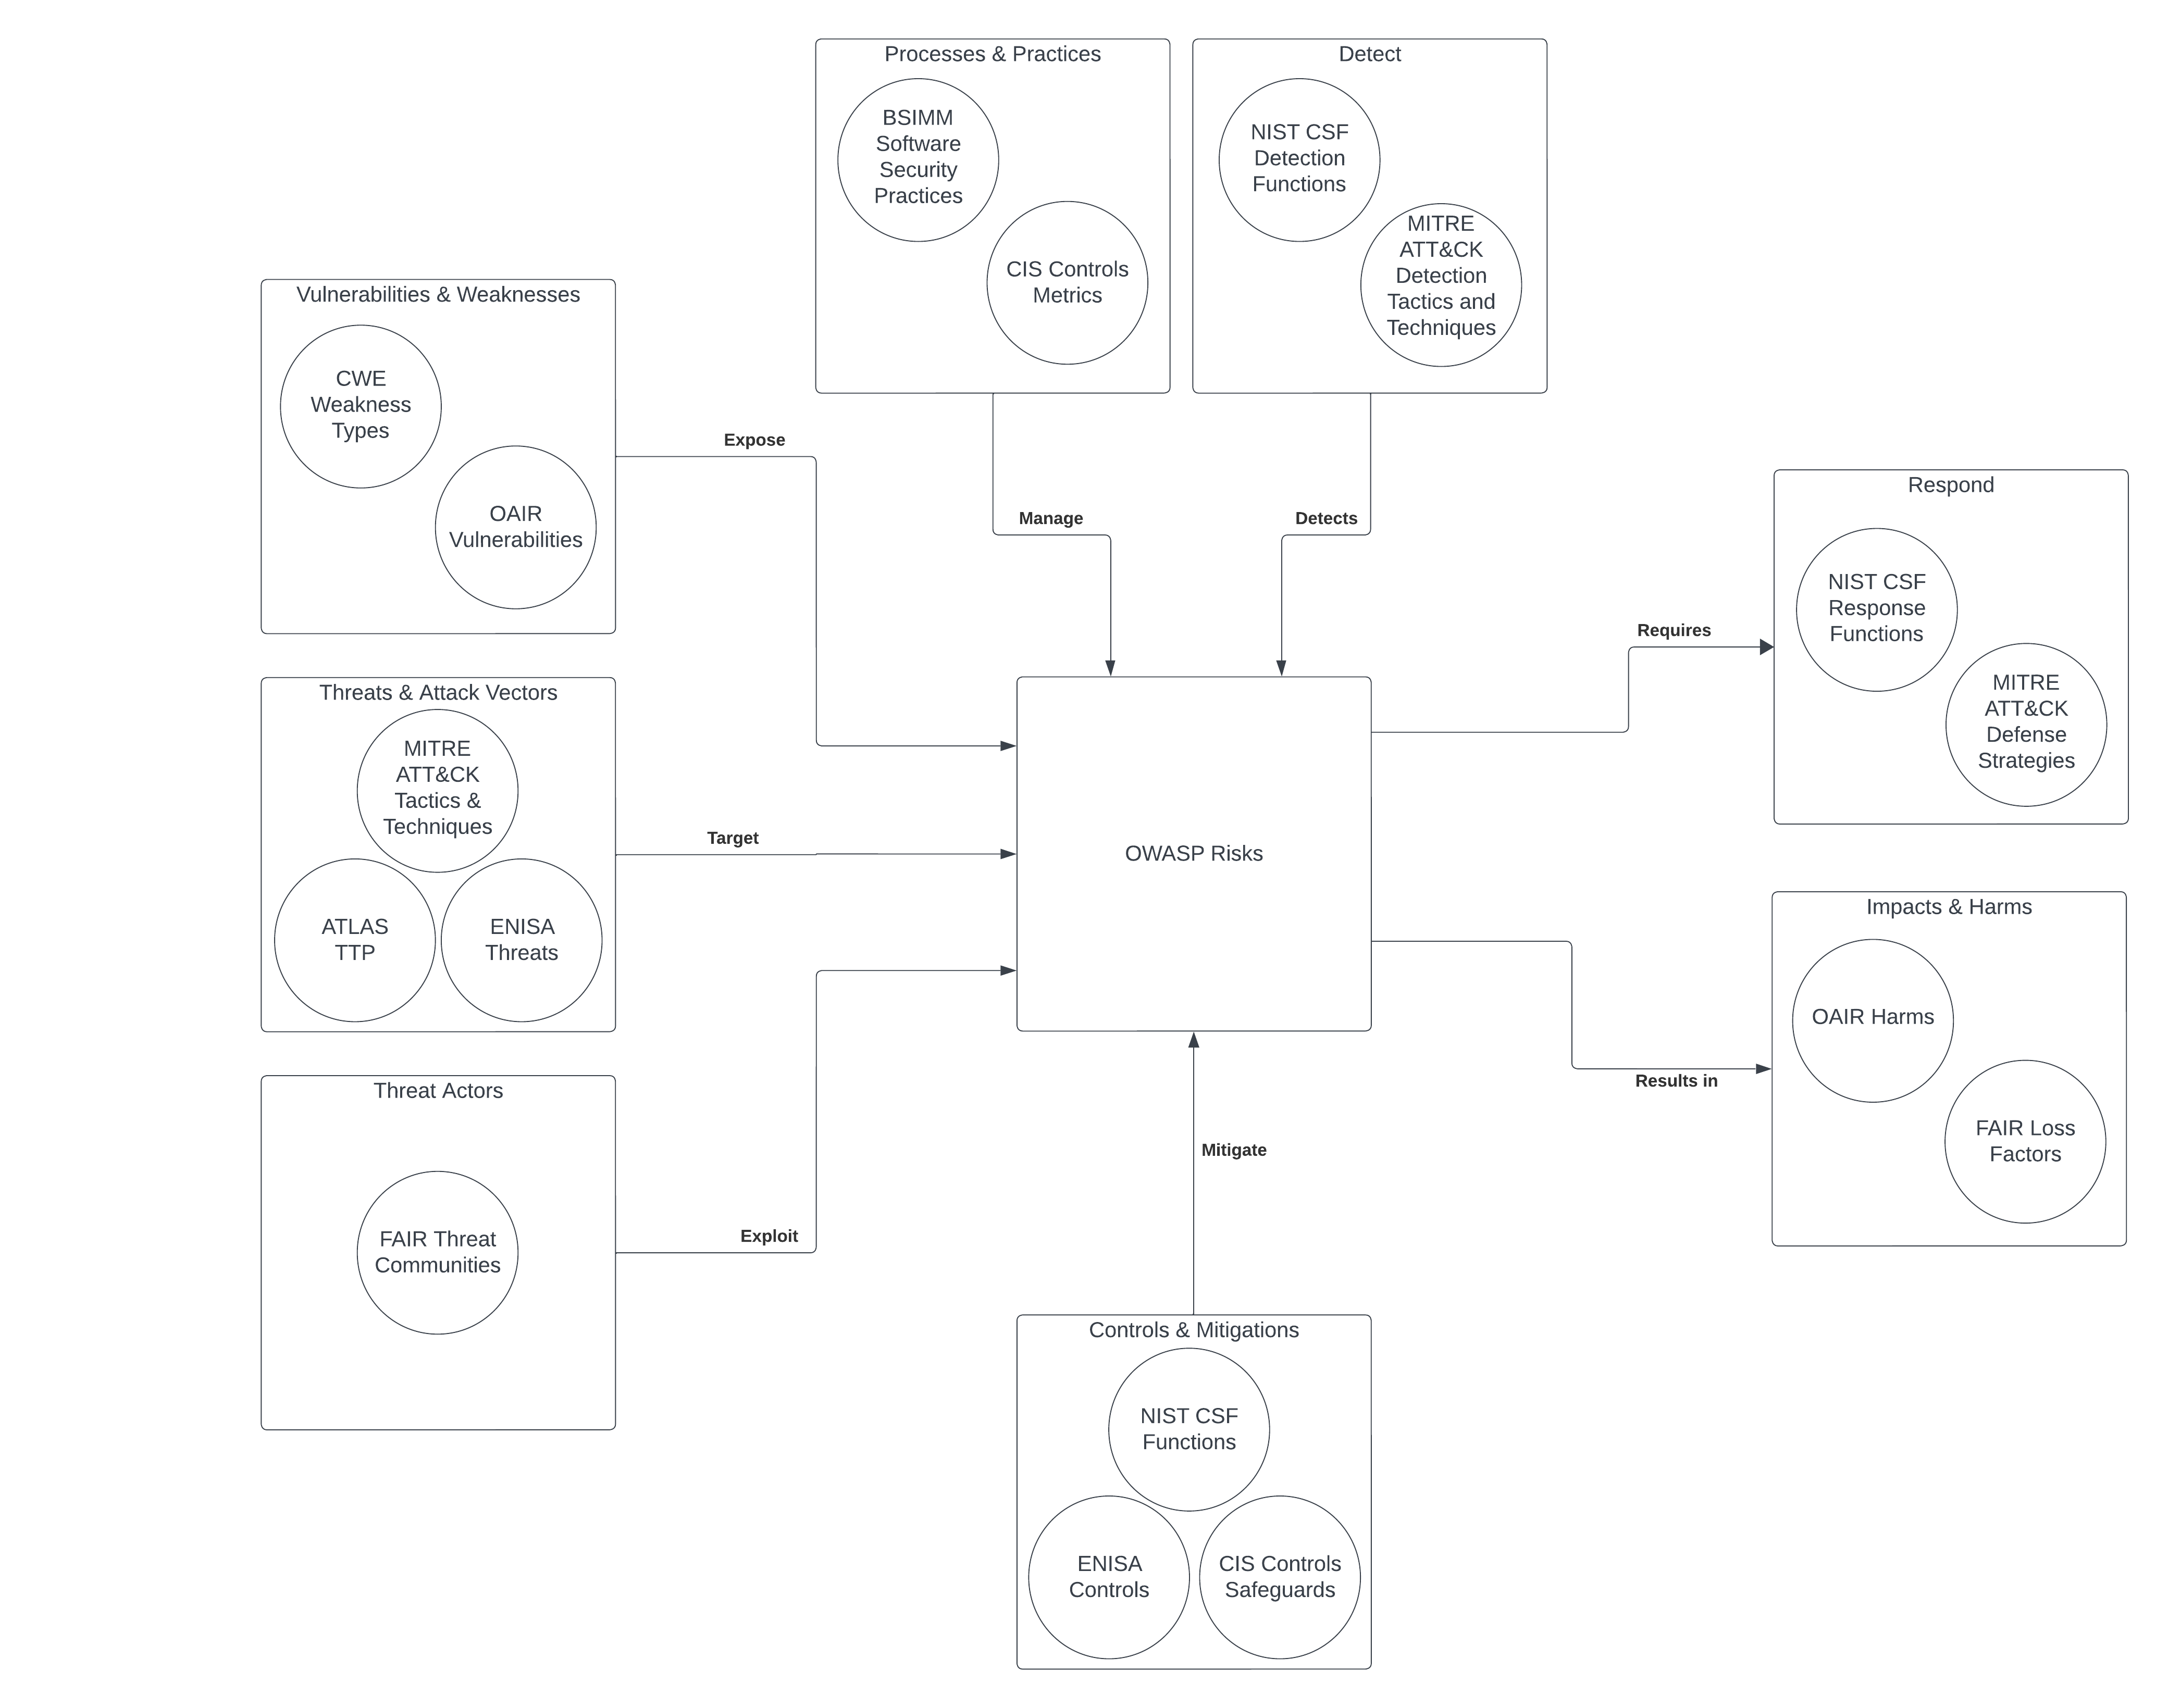 Processes & Practices
BSIMM
Software
Security
Practices
CIS Controls
Metrics
Detect
NIST CSF
Detection
Functions
MITRE
ATT&CK
Detection
Tactics and
Techniques
Vulnerabilities & Weaknesses
CWE
Weakness
Types
OAIR
Vulnerabilities
Expose
Manage
Detects
Respond
NIST CSF
Response
Functions
MITRE
ATT&CK
Defense
Strategies
Requires
Threats & Attack Vectors
MITRE
ATT&CK
Tactics &
Techniques
ATLAS
TTP
ENISA
Threats
Target
OWASP Risks
Impacts & Harms
OAIR Harms
FAIR Loss
Factors
Results in
Threat Actors
FAIR Threat
Communities
Exploit
Mitigate
Controls & Mitigations
NIST CSF
Functions
ENISA
Controls
CIS Controls
Safeguards